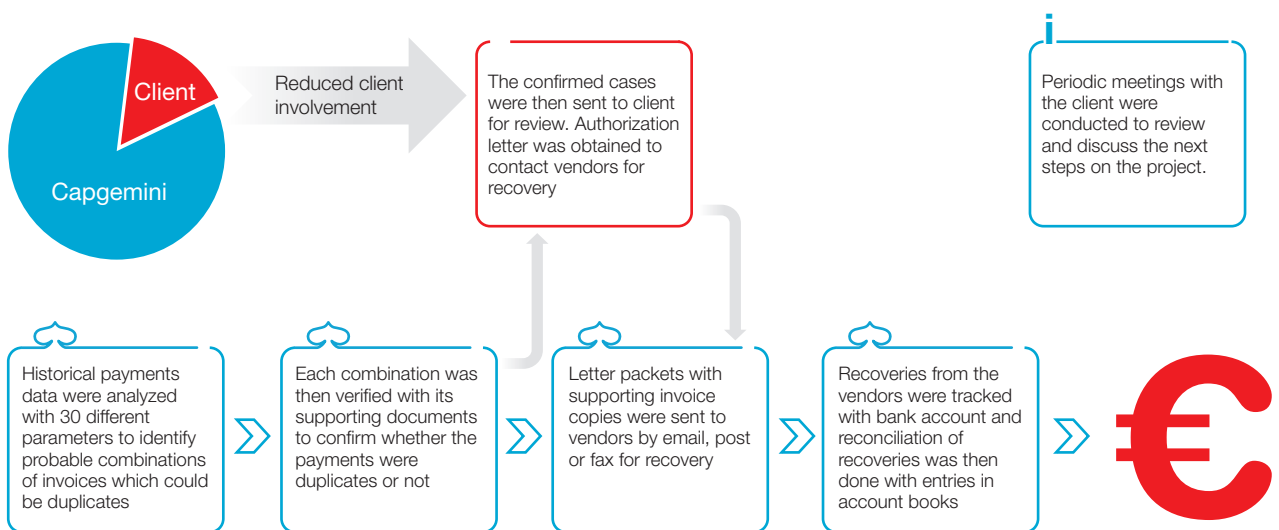 Client
Capgemini
Reduced client
involvement
The confirmed cases
were then sent to client
for review. Authorization
letter was obtained to
contact vendors for
recovery
i
Periodic meetings with
the client were
conducted to review
and discuss the next
steps on the project.
Historical payments
data were analyzed
with 30 different
parameters to identify
probable combinations
of invoices which could
be duplicates
Each combination was
then verified with its
supporting documents
to confirm whether the
payments were
duplicates or not
Letter packets with
supporting invoice
copies were sent to
vendors by email, post
or fax for recovery
Recoveries from the
vendors were tracked
with bank account and
reconciliation of
recoveries was then
done with entries in
account books
€